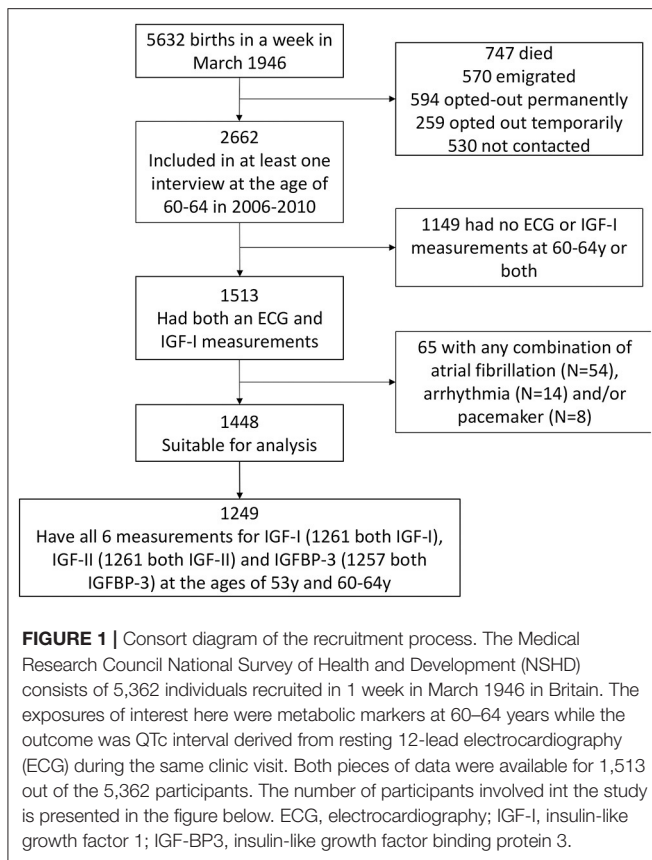 5632 births in a week in
March 1946
747 died
570 emigrated
594 opted-out permanently
259 opted out temporarily
530 not contacted
2662
Included in at least one
interview at the age of
60-64 in 2006-2010
1149 had no ECG or IGF-I
measurements at 60-64y or
both
1513
Had both an ECG and
IGF-I measurements
65 with any combination of
atrial fibrillation (N=54),
arrhythmia (N=14) and/or
pacemaker (N=8)
1448
Suitable for analysis
1249
Have all 6 measurements for IGF-I (1261 both IGF-I),
IGF-II (1261 both IGF-II) and IGFBP-3 (1257 both
IGFBP-3) at the ages of 53y and 60-64y
FIGURE 1 | Consort diagram of the recruitment process. The Medical
Research Council National Survey of Health and Development (NSHD)
consists of 5,362 individuals recruited in 1 week in March 1946 in Britain. The
exposures of interest here were metabolic markers at 60–64 years while the
outcome was QTc interval derived from resting 12-lead electrocardiography
(ECG) during the same clinic visit. Both pieces of data were available for 1,513
out of the 5,362 participants. The number of participants involved int the study
is presented in the figure below. ECG, electrocardiography; IGF-I, insulin-like
growth factor 1; IGF-BP3, insulin-like growth factor binding protein 3.